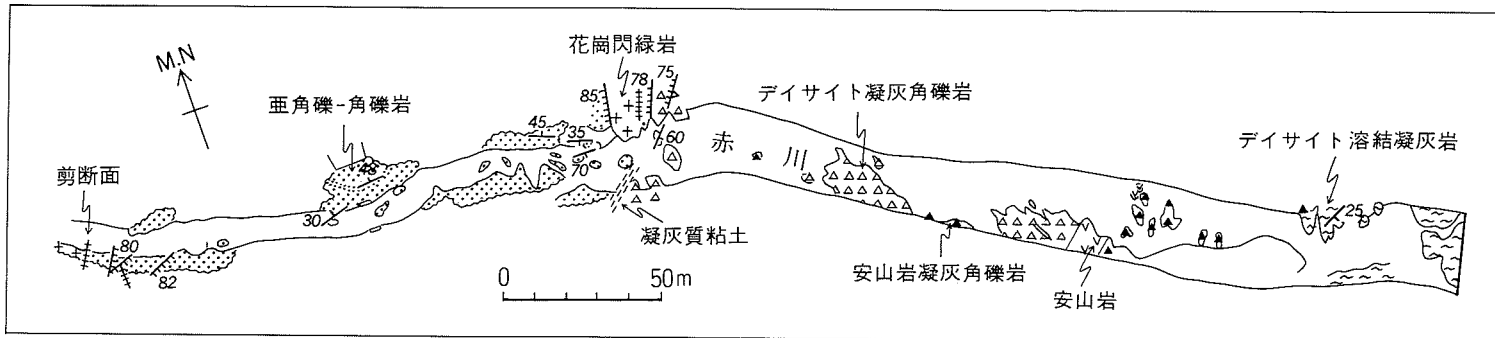 花崗閃緑岩
M.N
78
75
85
亜角礫-角礫岩
デイサイト凝灰角礫岩
45
35
60
赤川
デイサイト溶結凝灰岩
48
剪断面
70
25
30
80
凝灰質粘土
82
0 50m
安山岩凝灰角礫岩
安山岩